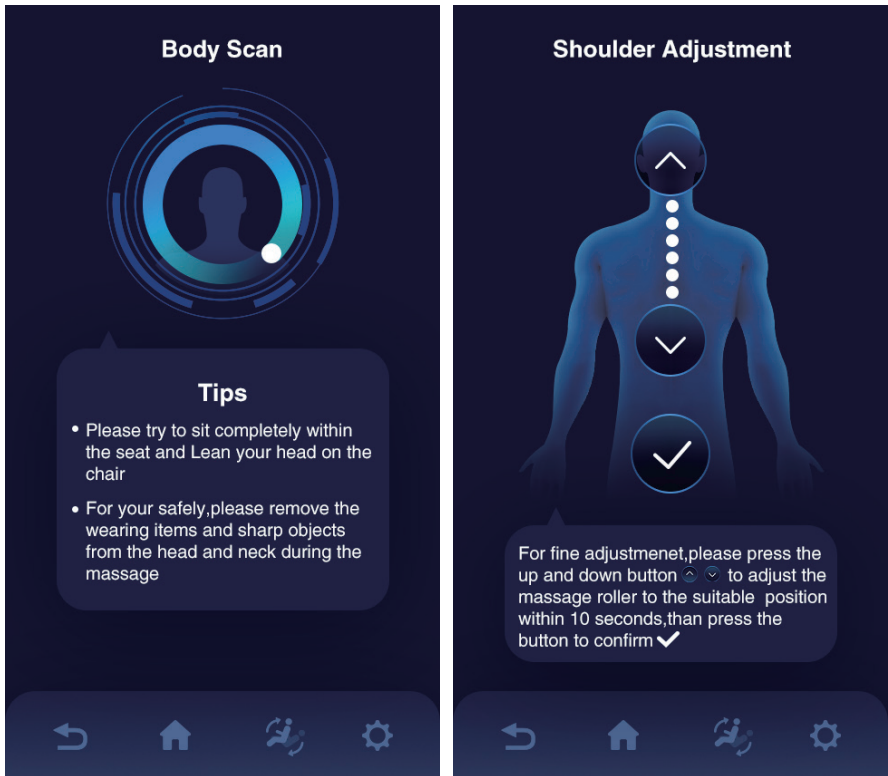 Body Scan
Tips
• Please try to sit completely within
the seat and Lean your head on the
chair
• For your safely,please remove the
wearing items and sharp objects
from the head and neck during the
massage
Shoulder Adjustment
For fine adjustmenet,please press the
up and down button to adjust the
massage roller to the suitable position
within 10 seconds,than press the
button to confirm